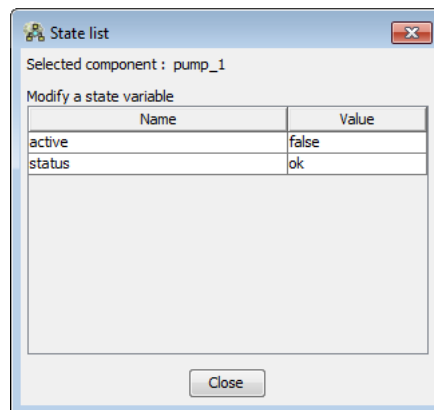 State list
Selected component : pump_1
Modify a state variable
Name Value
active false
status ok
Close